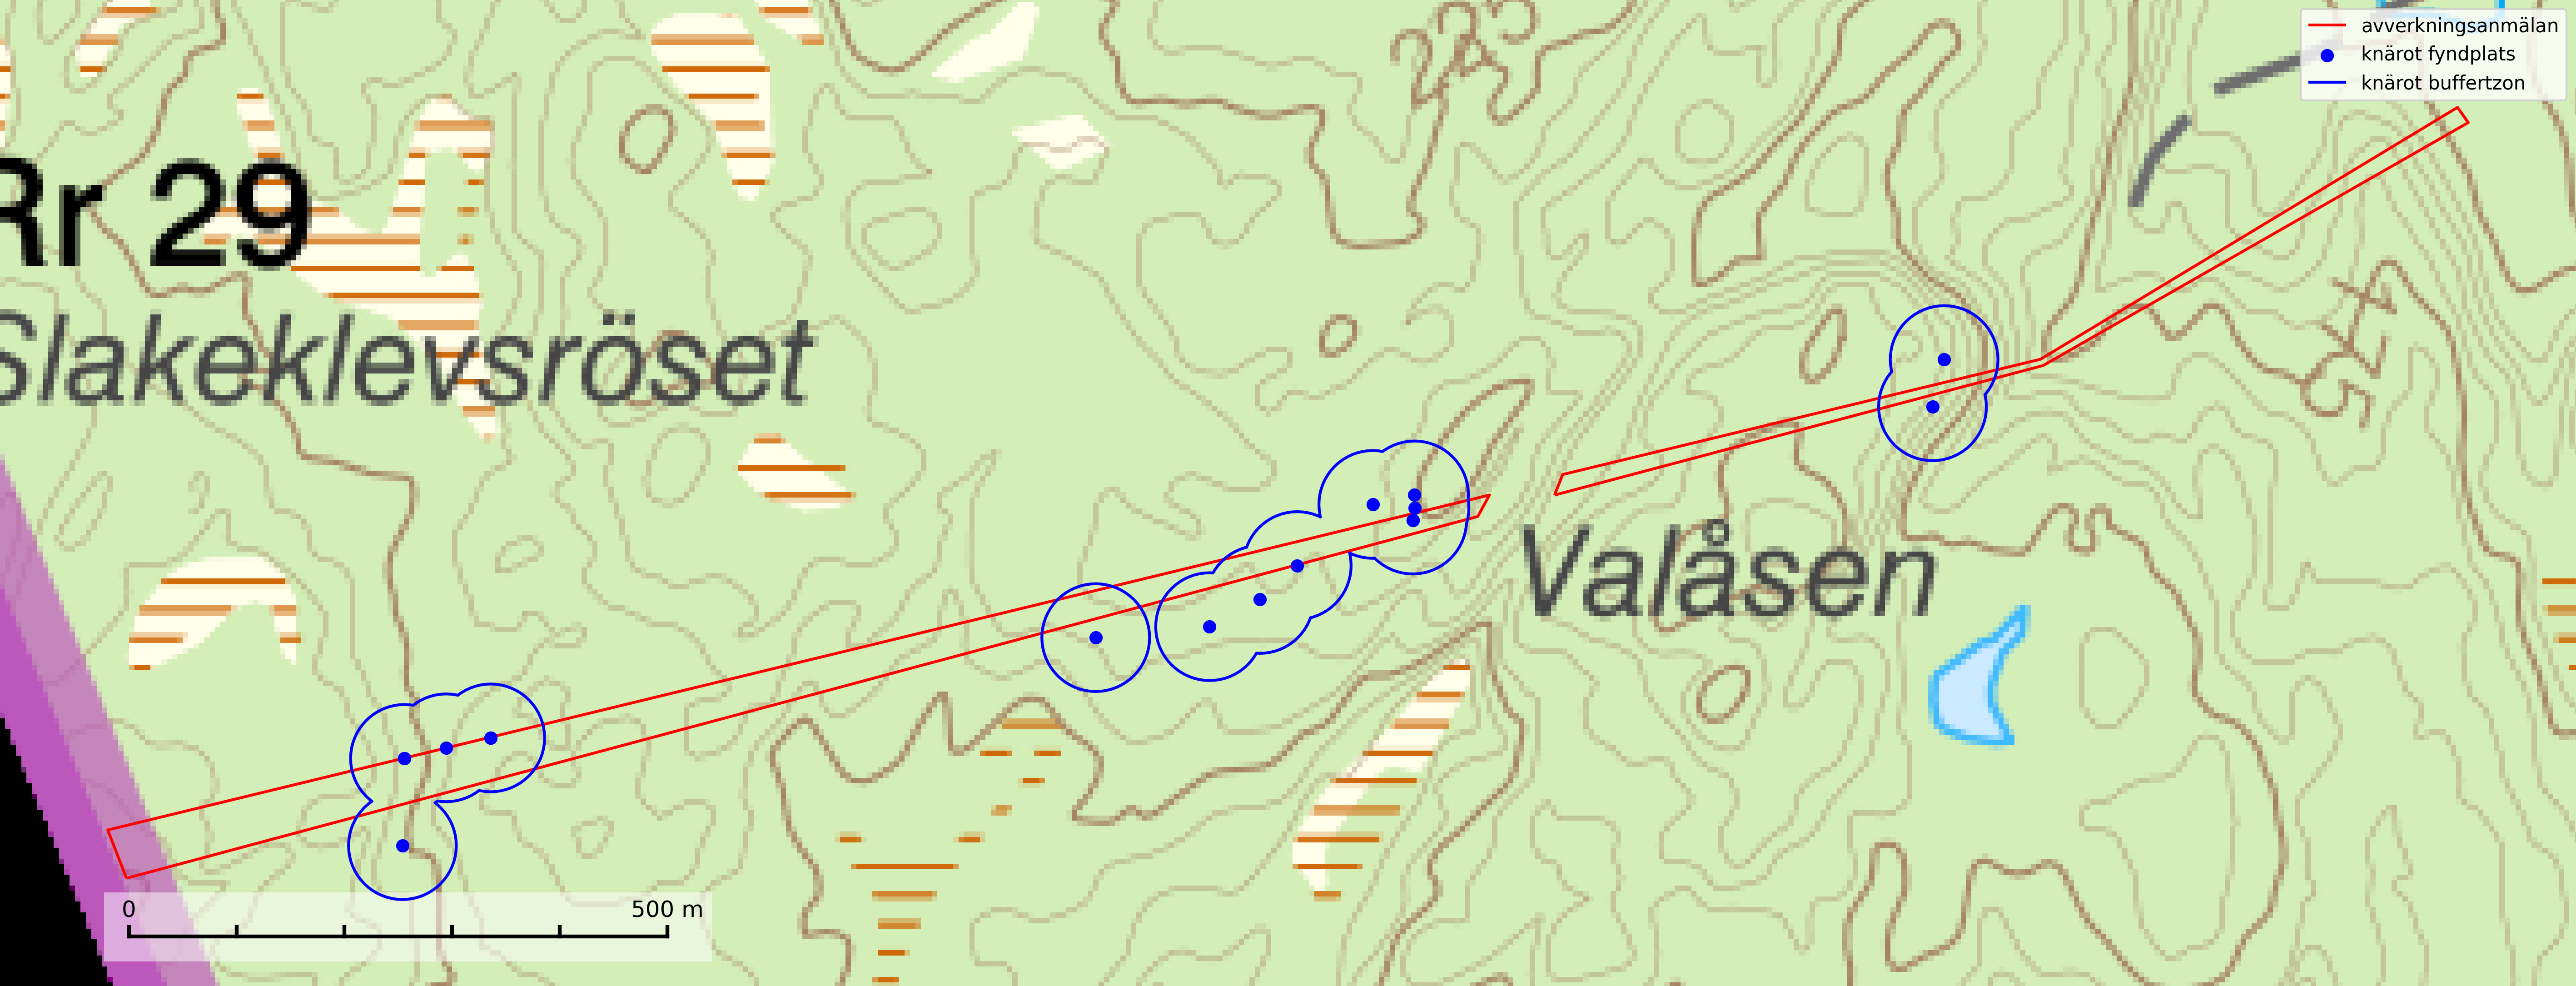 avverkningsanmälan
knärot fyndplats
knärot buffertzon
Rr 29
Slakeklevsröset
Valåsen
0 500 m